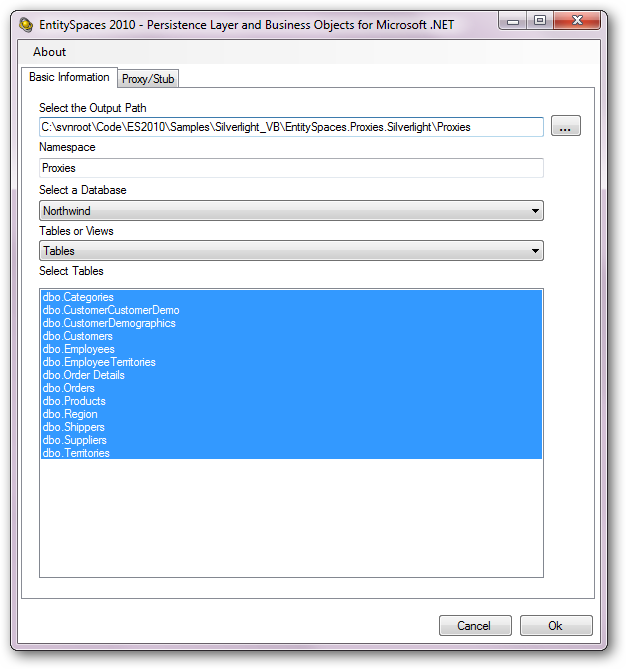 EntitySpaces 2010 - Persistence Layer and Business Objects for Microsoft .NET
About
Basic Information Proxy/Stub
Select the Output Path
C:\svnroot\Code\ES2010\Samples\Silverlight_VB\EntitySpaces.Proxies.Silverlight\Proxies ...
Namespace
Proxies
Select a Database
Northwind
Tables or Views
Tables
Select Tables
dbo.Categories
dbo.CustomerCustomerDemo
dbo.CustomerDemographics
dbo.Customers
dbo.Employees
dbo.EmployeeTerritories
dbo.Order Details
dbo.Orders
dbo.Products
dbo.Region
dbo.Shippers
dbo.Suppliers
dbo.Territories
Cancel Ok